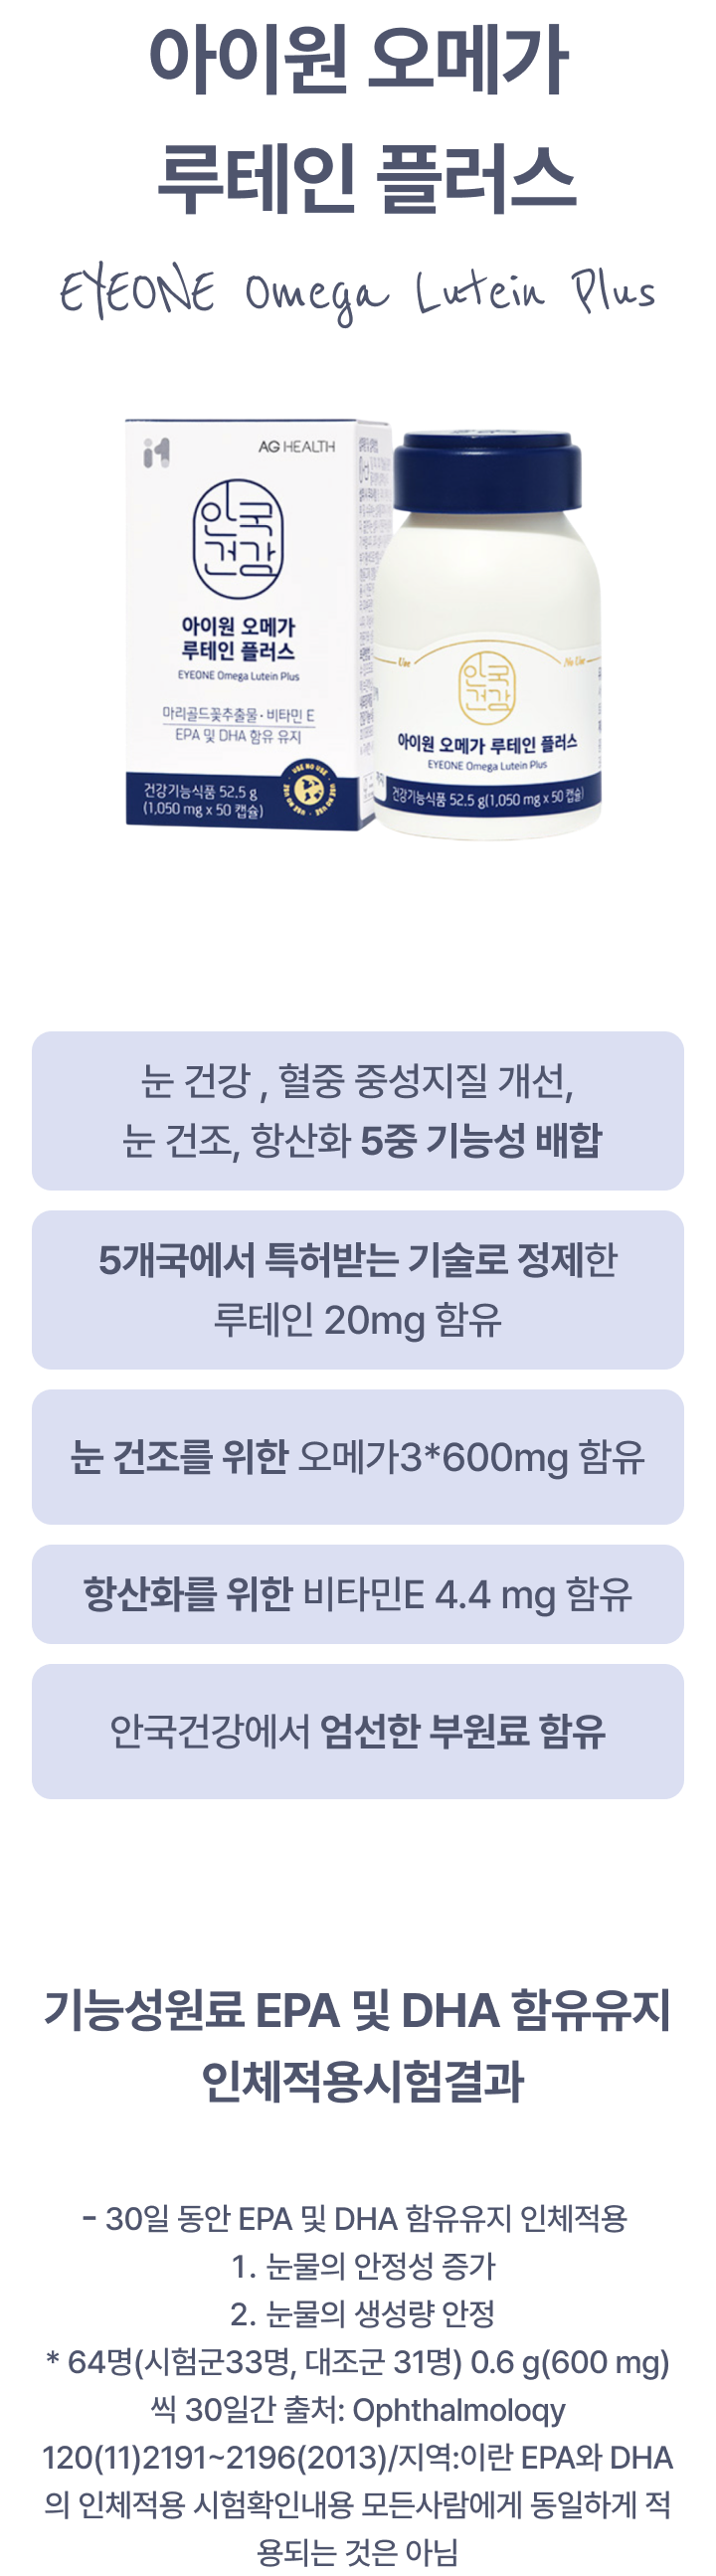 아이원 오메가
루테인 플러스
EYEONE Omega Lutein Plus
i1
AG HEALTH
안국
건강
아이원 오메가
루테인 플러스
EYEONE Omega Lutein Plus
마리골드꽃추출물·비타민 E
EPA 및 DHA 함유 유지
건강기능식품 52.5 g
(1,050 mg x 50 캡슐)
USE NO USE
Use
No Use
안국
건강
아이원 오메가 루테인 플러스
EYEONE Omega Lutein Plus
건강기능식품 52.5 g(1,050 mg x 50 캡슐)
눈 건강 , 혈중 중성지질 개선,
눈 건조, 항산화 5중 기능성 배합
5개국에서 특허받는 기술로 정제한
루테인 20mg 함유
눈 건조를 위한 오메가3*600mg 함유
항산화를 위한 비타민E 4.4 mg 함유
안국건강에서 엄선한 부원료 함유
기능성원료 EPA 및 DHA 함유유지
인체적용시험결과
- 30일 동안 EPA 및 DHA 함유유지 인체적용
1. 눈물의 안정성 증가
2. 눈물의 생성량 안정
* 64명(시험군33명, 대조군 31명) 0.6 g(600 mg)
씩 30일간 출처: Ophthalmoloqy
120(11)2191~2196(2013)/지역:이란 EPA와 DHA
의 인체적용 시험확인내용 모든사람에게 동일하게 적
용되는 것은 아님